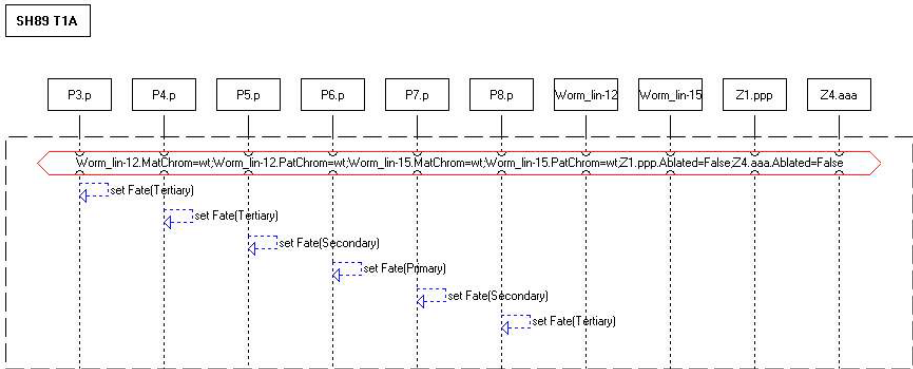 SH89 T1A
P3.p P4.p P5.p P6.p P7.p P8.p Worm_lin-12 Worm_lin-15 Z1.ppp Z4.aaa
Worm_lin-12.MatChrom=wt;Worm_lin-12.PatChrom=wt;Worm_lin-15.MatChrom=wt;Worm_lin-15.PatChrom=wt;Z1.ppp.Ablated=False;Z4.aaa.Ablated=False
set Fate(Tertiary)
set Fate(Tertiary)
set Fate(Secondary)
set Fate(Primary)
set Fate(Secondary)
set Fate(Tertiary)